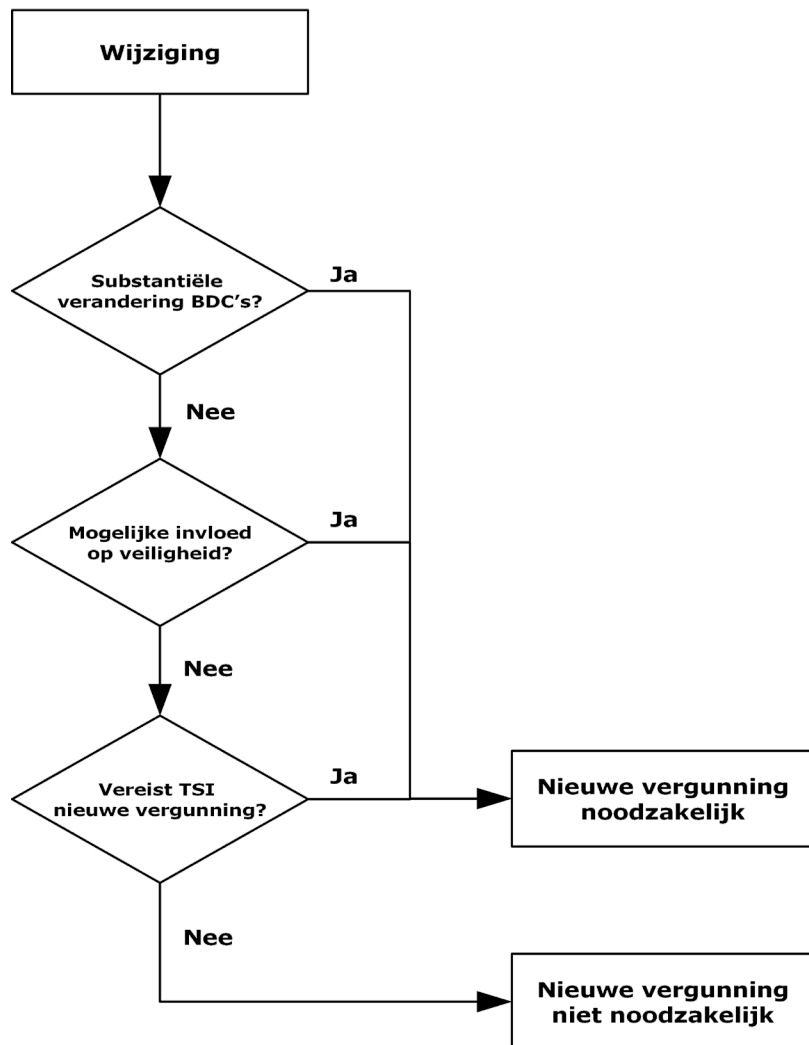 Wijziging
Substantiële
verandering BDC's?
Ja
Nee
Mogelijke invloed
op veiligheid?
Ja
Nee
Vereist TSI
nieuwe vergunning?
Ja
Nieuwe vergunning
noodzakelijk
Nee
Nieuwe vergunning
niet noodzakelijk